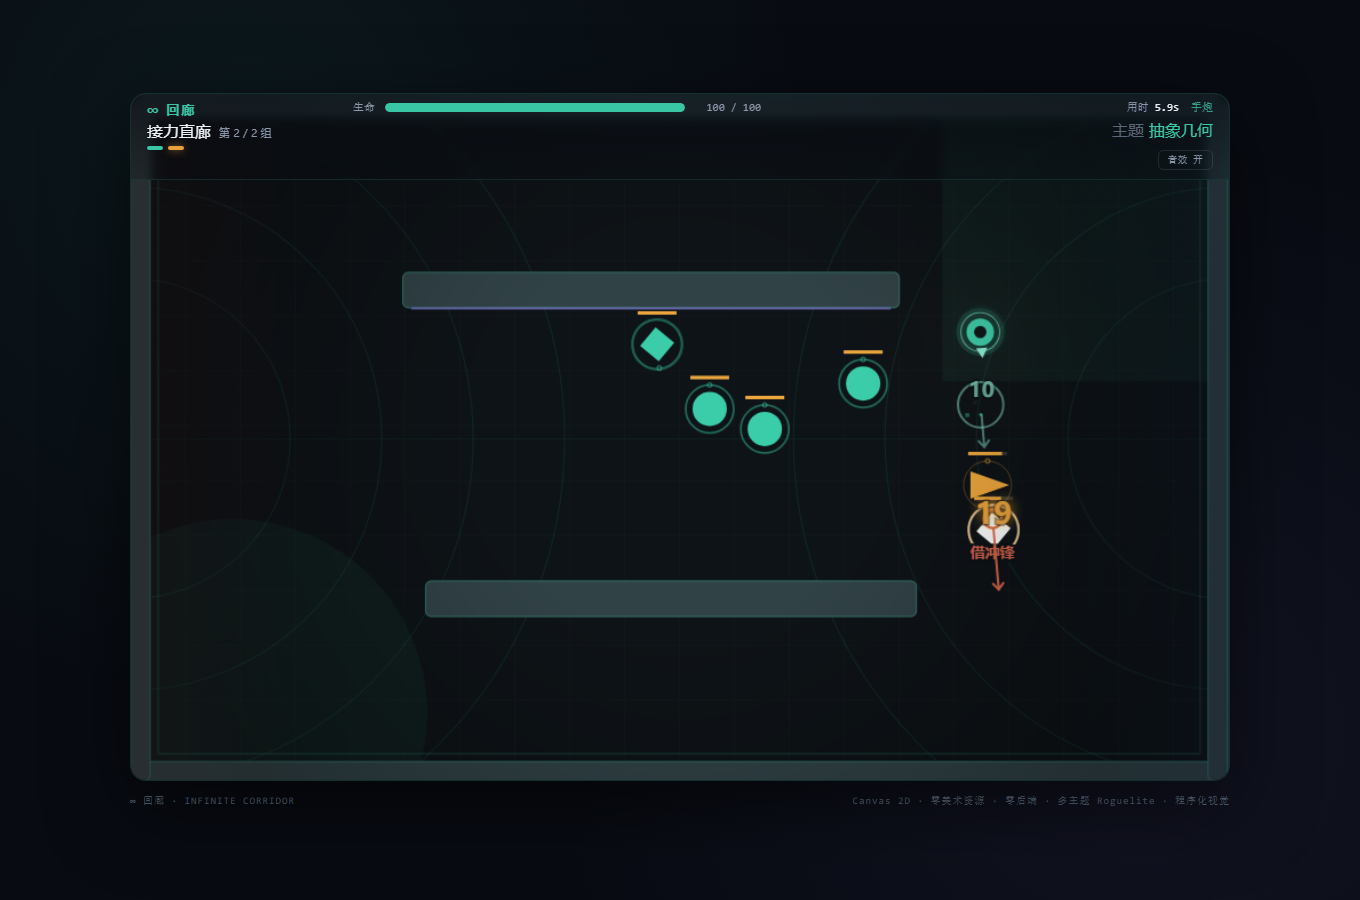 ∞ 回廊
生命 100 / 100
用时 5.9s 手炮
接力直廊 第 2 / 2 组
主题 抽象几何
音效 开
10
19
借冲锋
∞ 回廊 · INFINITE CORRIDOR
Canvas 2D · 零美术资源 · 零后端 · 多主题 Roguelite · 程序化视觉